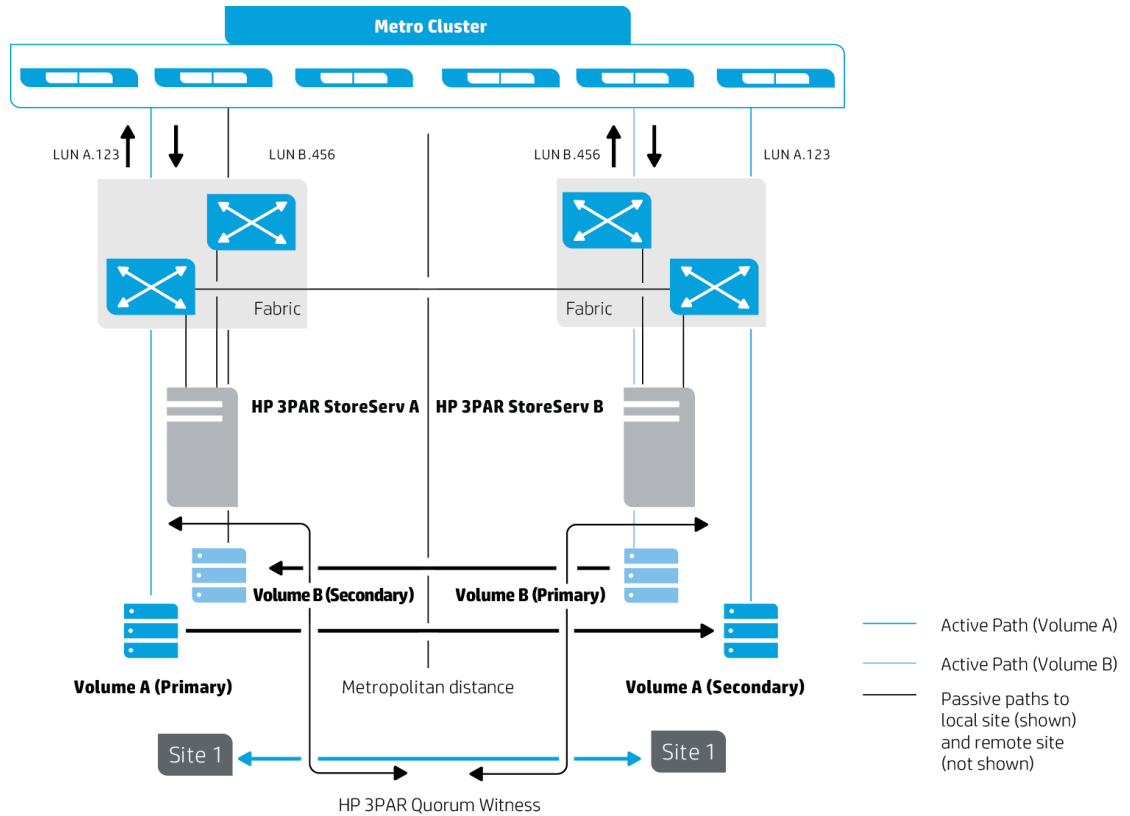 Metro Cluster
LUN A.123
LUN B.456
LUN B.456
LUN A.123
Fabric
Fabric
HP 3PAR StoreServ A
HP 3PAR StoreServ B
Volume B (Secondary)
Volume B (Primary)
Volume A (Primary)
Metropolitan distance
Volume A (Secondary)
Site 1
Site 1
HP 3PAR Quorum Witness
Active Path (Volume A)
Active Path (Volume B)
Passive paths to
local site (shown)
and remote site
(not shown)